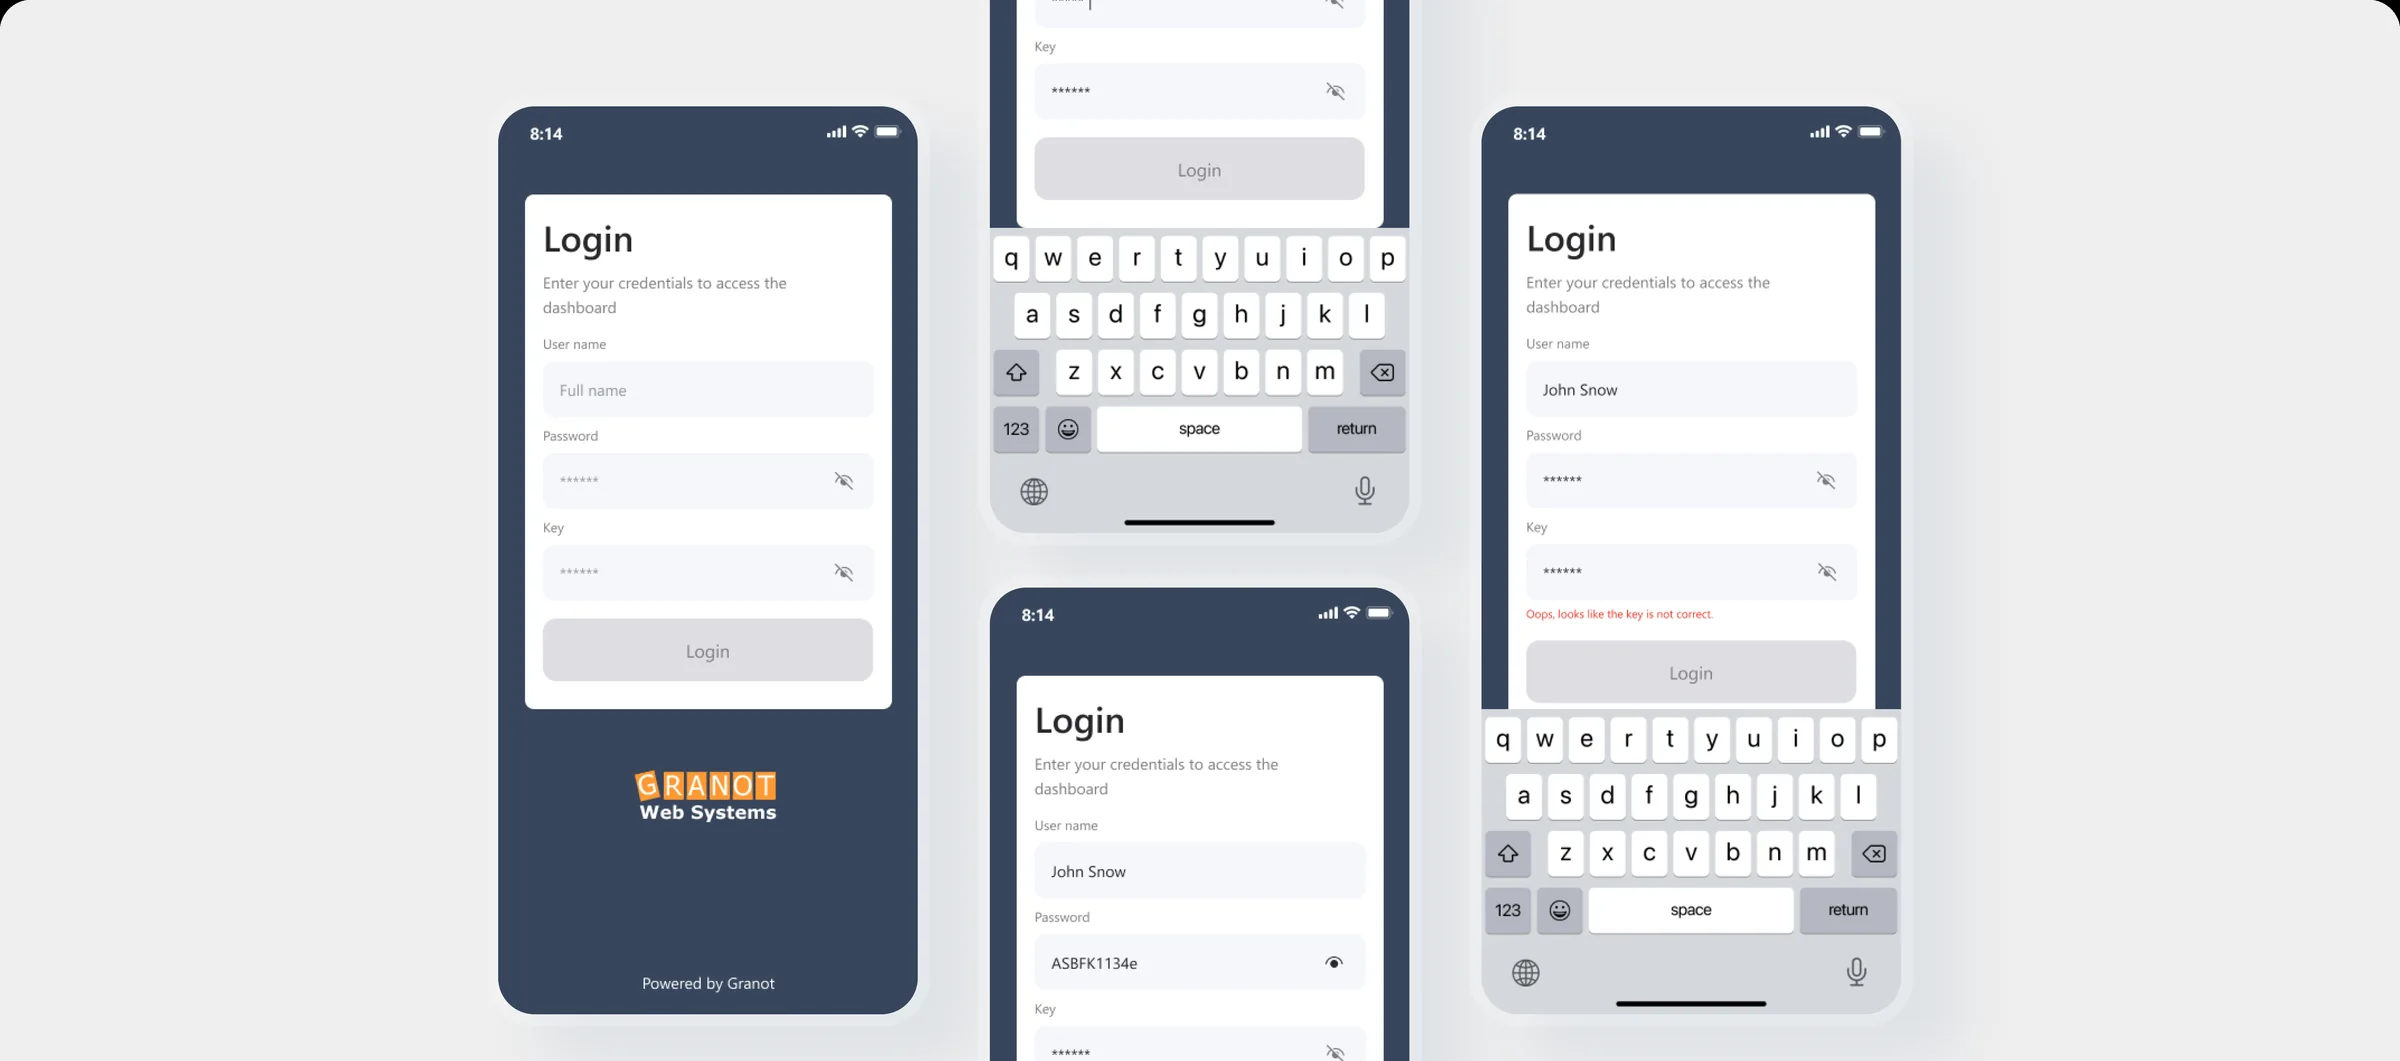 8:14
Login
Enter your credentials to access the
dashboard
User name
Full name
Password
******
Key
******
Login
GRANOT
Web Systems
Powered by Granot
Key
******
Login
q w e r t y u i o p
a s d f g h j k l
z x c v b n m
123 space return
8:14
Login
Enter your credentials to access the
dashboard
User name
John Snow
Password
ASBFK1134e
Key
******
8:14
Login
Enter your credentials to access the
dashboard
User name
John Snow
Password
******
Key
******
Oops, looks like the key is not correct.
Login
q w e r t y u i o p
a s d f g h j k l
z x c v b n m
123 space return